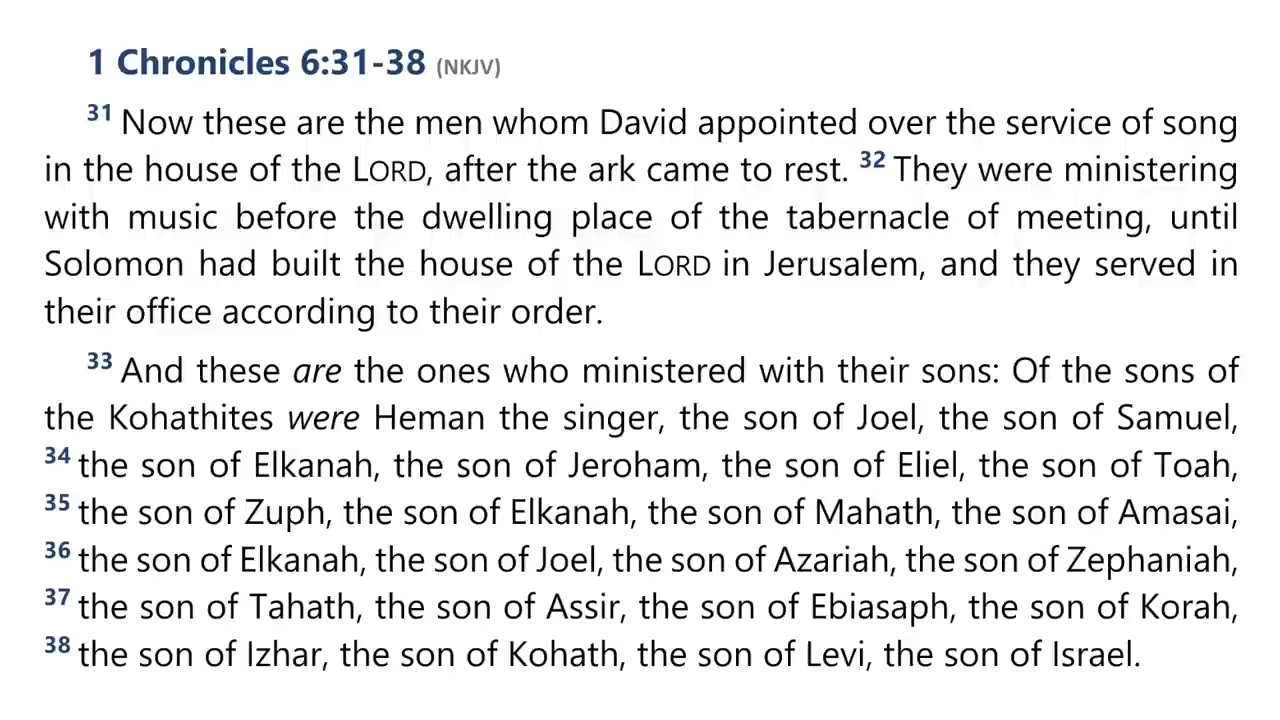 1 Chronicles 6:31-38 (NKJV)
31 Now these are the men whom David appointed over the service of song
in the house of the LORD, after the ark came to rest. 32 They were ministering
with music before the dwelling place of the tabernacle of meeting, until
Solomon had built the house of the LORD in Jerusalem, and they served in
their office according to their order.
33 And these are the ones who ministered with their sons: Of the sons of
the Kohathites were Heman the singer, the son of Joel, the son of Samuel,
34 the son of Elkanah, the son of Jeroham, the son of Eliel, the son of Toah,
35 the son of Zuph, the son of Elkanah, the son of Mahath, the son of Amasai,
36 the son of Elkanah, the son of Joel, the son of Azariah, the son of Zephaniah,
37 the son of Tahath, the son of Assir, the son of Ebiasaph, the son of Korah,
38 the son of Izhar, the son of Kohath, the son of Levi, the son of Israel.